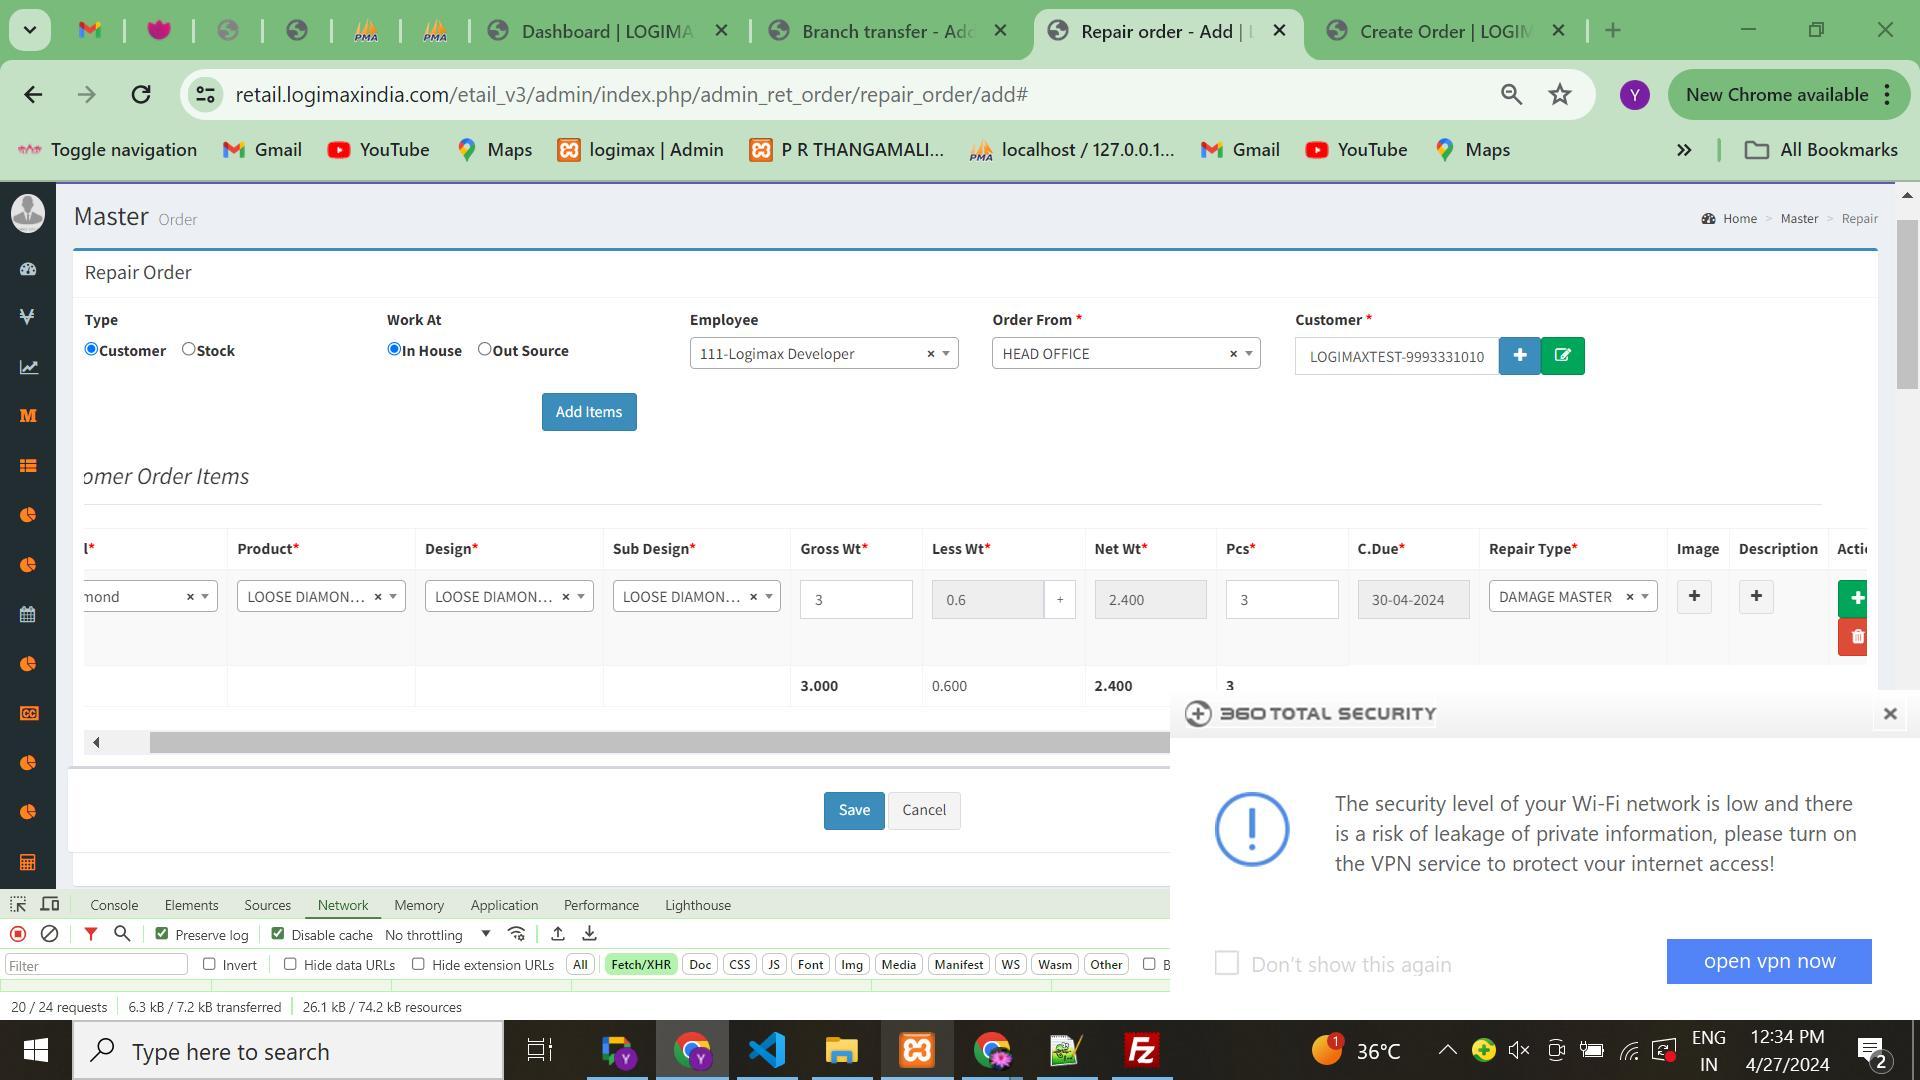 Dashboard | LOGIMA
Branch transfer - Add
Repair order - Add | L
Create Order | LOGIM
retail.logimaxindia.com/etail_v3/admin/index.php/admin_ret_order/repair_order/add#
Y
New Chrome available
Toggle navigation
Gmail
YouTube
Maps
logimax | Admin
P R THANGAMALI...
localhost / 127.0.0.1...
Gmail
YouTube
Maps
»
All Bookmarks
Master Order
Home > Master > Repair
Repair Order
Type
Work At
Employee
Order From *
Customer *
Customer Stock
In House Out Source
111-Logimax Developer ×
HEAD OFFICE ×
LOGIMAXTEST-9993331010
Add Items
omer Order Items
l* Product* Design* Sub Design* Gross Wt* Less Wt* Net Wt* Pcs* C.Due* Repair Type* Image Description Actio
mond × LOOSE DIAMON... × LOOSE DIAMON... × LOOSE DIAMON... × 3 0.6 + 2.400 3 30-04-2024 DAMAGE MASTER × + +
3.000 0.600 2.400 3
Save Cancel
360 TOTAL SECURITY
The security level of your Wi-Fi network is low and there
is a risk of leakage of private information, please turn on
the VPN service to protect your internet access!
Don't show this again
open vpn now
Console Elements Sources Network Memory Application Performance Lighthouse
Preserve log Disable cache No throttling
Filter Invert Hide data URLs Hide extension URLs All Fetch/XHR Doc CSS JS Font Img Media Manifest WS Wasm Other B
20 / 24 requests 6.3 kB / 7.2 kB transferred 26.1 kB / 74.2 kB resources
Type here to search
1
36°C
ENG
IN
12:34 PM
4/27/2024
2